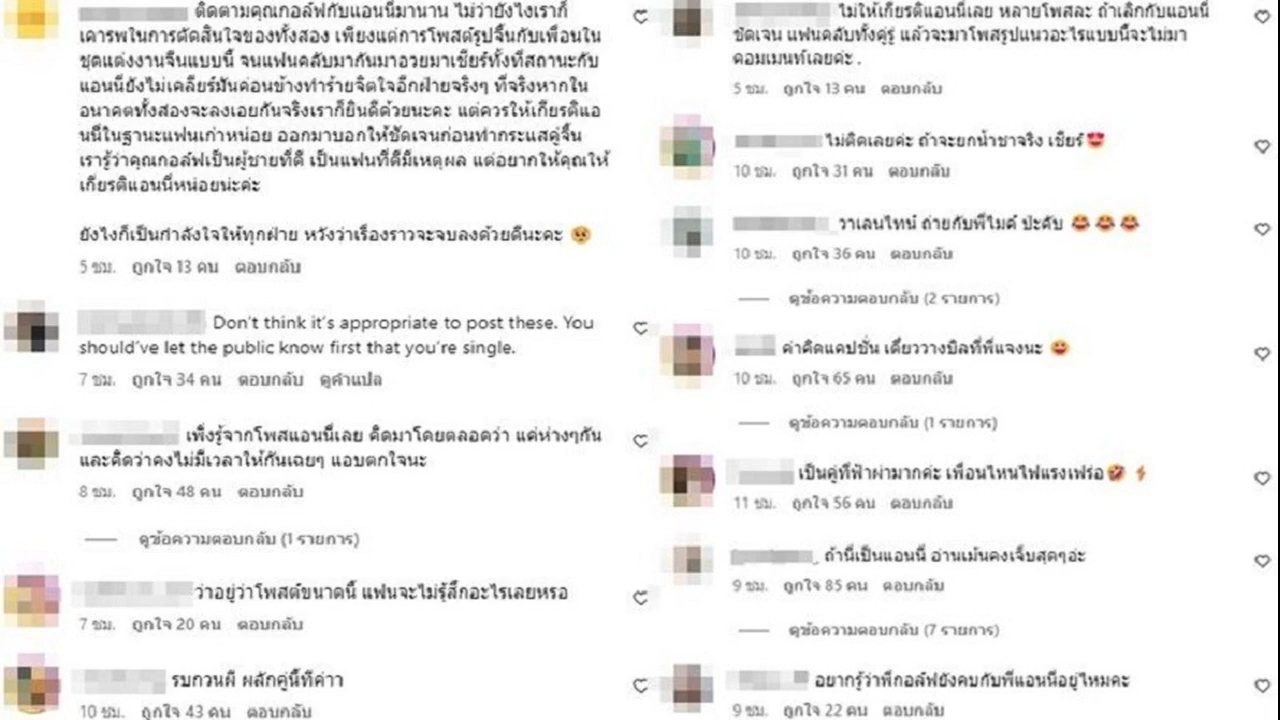 ติดตามคุณกอล์ฟกับแอนนี่มานาน ไม่ว่ายังไงเราก็
เคารพในการตัดสินใจของทั้งสอง เพียงแต่การโพสต์รูปจิ้นกับเพื่อนใน
ชุดแต่งงานจีนแบบนี้ จนแฟนคลับมากันมาอวยมาเชียร์ทั้งที่สถานะกับ
แอนนี่ยังไม่เคลียร์มันค่อนข้างทำร้ายจิตใจอีกฝ่ายจริงๆ ที่จริงหากใน
อนาคตทั้งสองจะลงเอยกันจริงเราก็ยินดีด้วยนะคะ แต่ควรให้เกียรติแอ
นนี่ในฐานะแฟนเก่าหน่อย ออกมาบอกให้ชัดเจนก่อนทำกระแสคู่จิ้น
เรารู้ว่าคุณกอล์ฟเป็นผู้ชายที่ดี เป็นแฟนที่ดีมีเหตุผล แต่อยากให้คุณให้
เกียรติแอนนี่หน่อยน่ะค่ะ
ยังไงก็เป็นกำลังใจให้ทุกฝ่าย หวังว่าเรื่องราวจะจบลงด้วยดีนะคะ 🥺
5 ชม. ถูกใจ 13 คน ตอบกลับ
Don't think it's appropriate to post these. You
should've let the public know first that you're single.
7 ชม. ถูกใจ 34 คน ตอบกลับ ดูคำแปล
เพิ่งรู้จากโพสแอนนี่เลย คิดมาโดยตลอดว่า แค่ห่างๆกัน
และคิดว่าคงไม่มีเวลาให้กันเฉยๆ แอบตกใจนะ
8 ชม. ถูกใจ 48 คน ตอบกลับ
ดูข้อความตอบกลับ (1 รายการ)
ว่าอยู่ว่าโพสต์ขนาดนี้ แฟนจะไม่รู้สึกอะไรเลยหรอ
7 ชม. ถูกใจ 20 คน ตอบกลับ
รบกวนผี ผลักคู่นี้ทีค่าา
10 ชม. ถูกใจ 43 คน ตอบกลับ
ไม่ให้เกียรติแอนนี่เลย หลายโพสละ ถ้าเลิกกับแอนนี่
ชัดเจน แฟนคลับทั้งคู่รู้ แล้วจะมาโพสรูปแนวอะไรแบบนี้จะไม่มา
คอมเมนท์เลยค่ะ .
5 ชม. ถูกใจ 13 คน ตอบกลับ
ไม่ติดเลยค่ะ ถ้าจะยกน้ำชาจริง เชียร์😍
10 ชม. ถูกใจ 31 คน ตอบกลับ
วาเลนไทน์ ถ่ายกับพี่ไมค์ ป่ะคับ 😂😂😂
10 ชม. ถูกใจ 36 คน ตอบกลับ
ดูข้อความตอบกลับ (2 รายการ)
ค่าคิดแคปชั่น เดี๋ยววางบิลที่พี่แจงนะ 😄
10 ชม. ถูกใจ 65 คน ตอบกลับ
ดูข้อความตอบกลับ (1 รายการ)
เป็นคู่ที่ฟ้าผ่ามากค่ะ เพื่อนไหนไฟแรงเฟร่อ🤣⚡
11 ชม. ถูกใจ 56 คน ตอบกลับ
ถ้านี่เป็นแอนนี่ อ่านเม้นคงเจ็บสุดๆอ่ะ
9 ชม. ถูกใจ 85 คน ตอบกลับ
ดูข้อความตอบกลับ (7 รายการ)
อยากรู้ว่าพี่กอล์ฟยังคบกับพี่แอนนี่อยู่ไหมคะ
9 ชม. ถูกใจ 22 คน ตอบกลับ